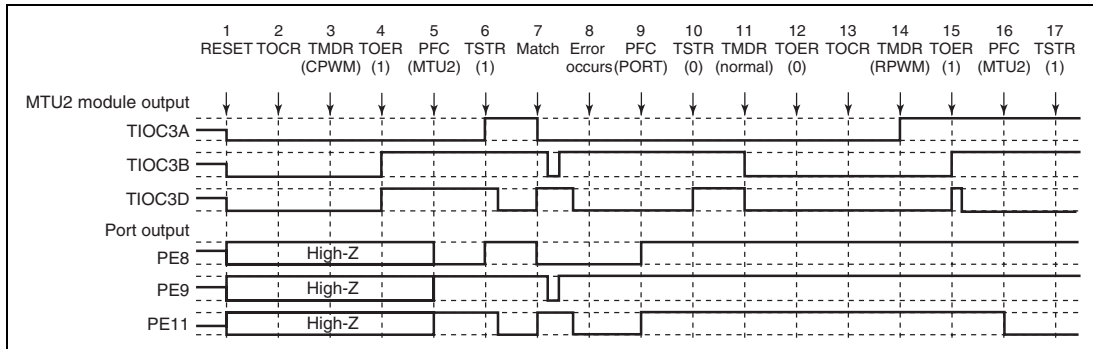 1 2 3 4 5 6 7 8 9 10 11 12 13 14 15 16 17
RESET TOCR TMDR TOER PFC TSTR Match Error PFC TSTR TMDR TOER TOCR TMDR TOER PFC TSTR
(CPWM) (1) (MTU2) (1) occurs (PORT) (0) (normal) (0) (RPWM) (1) (MTU2) (1)
MTU2 module output
TIOC3A
TIOC3B
TIOC3D
Port output
PE8 High-Z
PE9 High-Z
PE11 High-Z